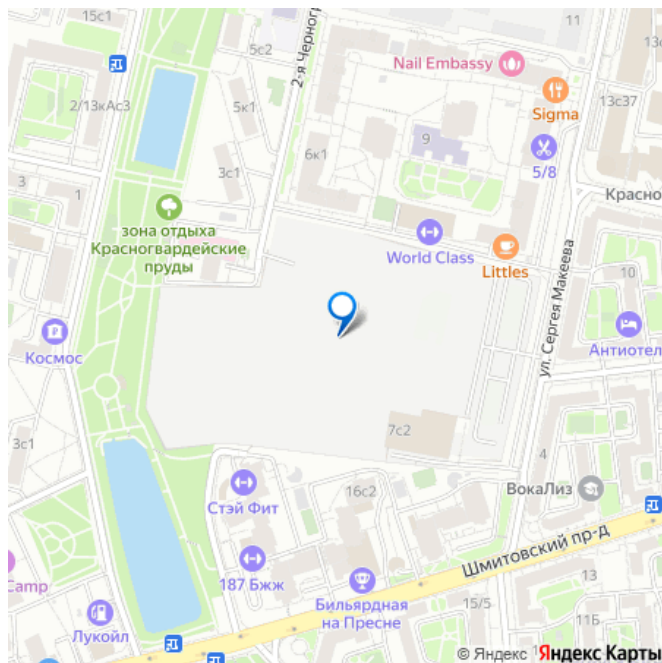 15с1
11
5с2
2-я Черногр
Nail Embassy
13с37
2/13кАс3
5к1
Sigma
9
6к1
5/8
3
1
3с1
Красно
зона отдыха
Красногвардейские
пруды
World Class
Littles
ул. Сергея Макеева
10
Космос
Антиотел
7с2
3с1
4
Стэй Фит
16с2
ВокаЛиз
Шмитовский пр-д
Camp
187 Бжж
13
Бильярдная
на Пресне
15/5
11Б
Лукойл
© Яндекс Яндекс Карты